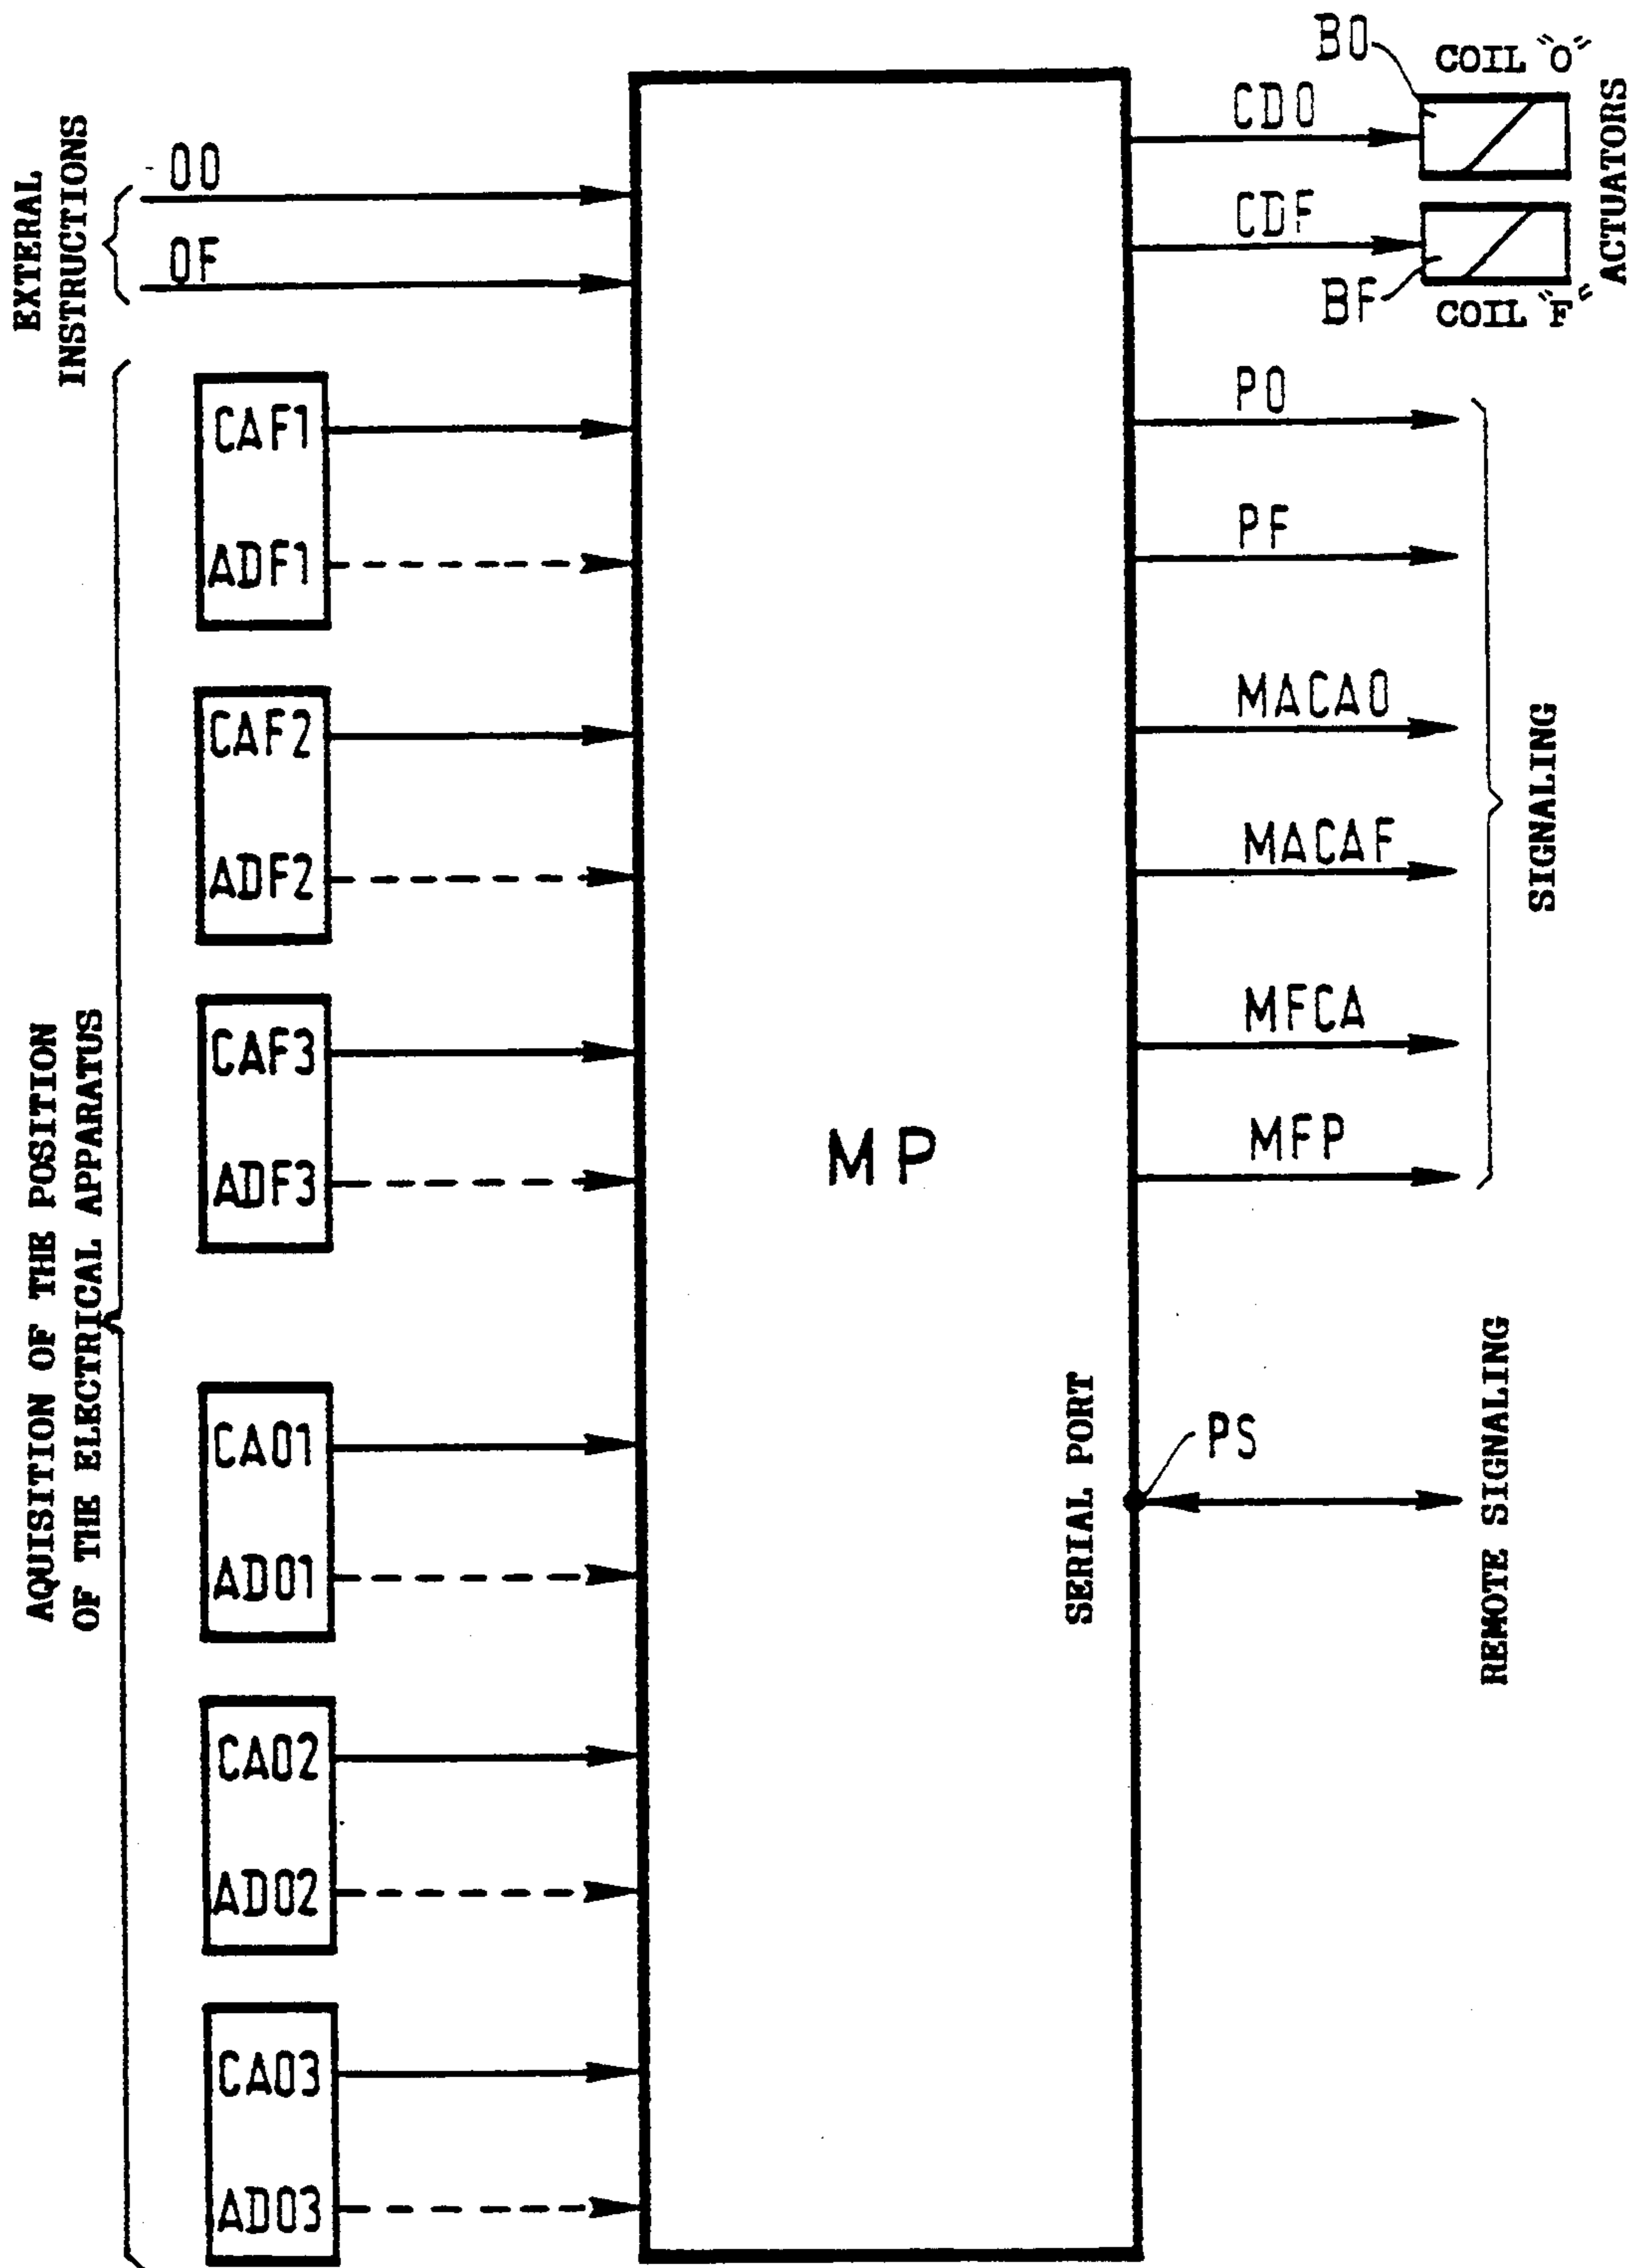 EXTERAL
INSTRUCTIONS
OO
OF
AQUISITION OF THE POSITION
OF THE ELECTRICAL APPARATUS
CAF1
ADF1
CAF2
ADF2
CAF3
ADF3
CAO1
ADO1
CAO2
ADO2
CAO3
ADO3
MP
SERIAL PORT
CDO
CDF
BO
COIL "O"
BF
COIL "F"
ACTUATORS
PO
PF
MACAO
MACAF
MFCA
MFP
SIGNALING
PS
REMOTE SIGNALING